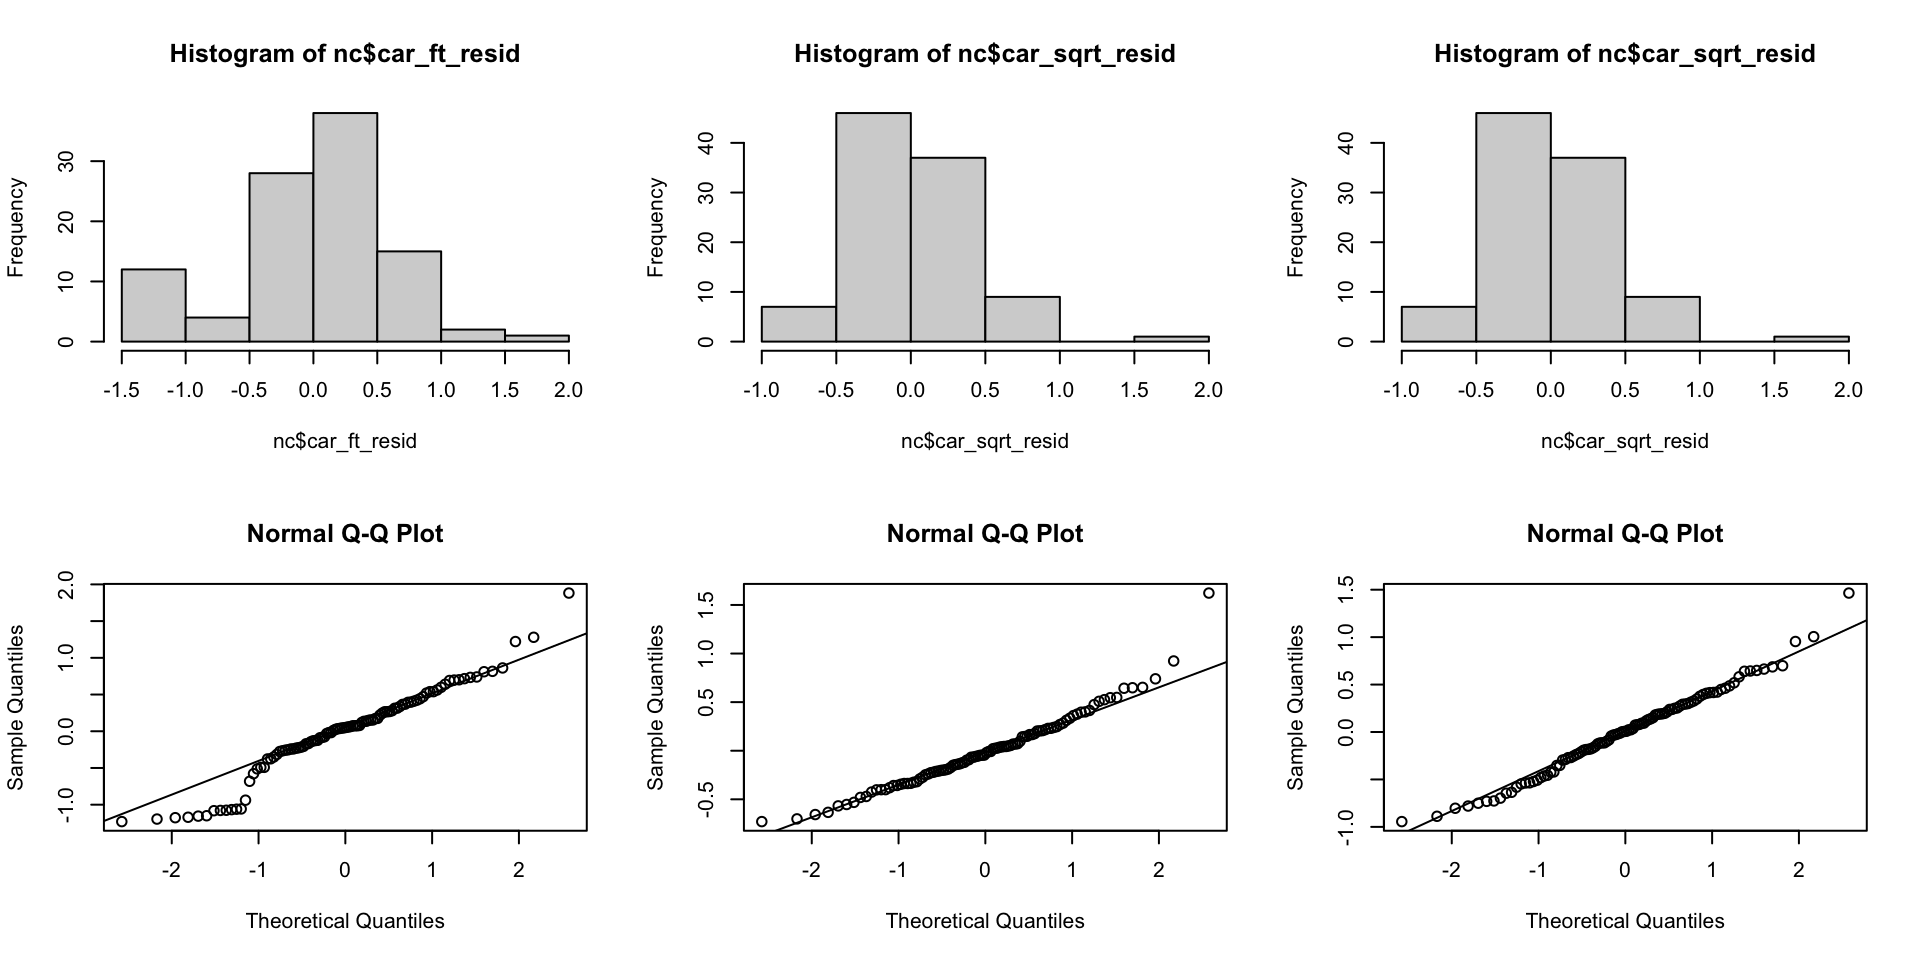 Histogram of nc$car_ft_resid
Frequency
0 10 20 30
-1.5 -1.0 -0.5 0.0 0.5 1.0 1.5 2.0
nc$car_ft_resid
Histogram of nc$car_sqrt_resid
Frequency
0 10 20 30 40
-1.0 -0.5 0.0 0.5 1.0 1.5 2.0
nc$car_sqrt_resid
Histogram of nc$car_sqrt_resid
Frequency
0 10 20 30 40
-1.0 -0.5 0.0 0.5 1.0 1.5 2.0
nc$car_sqrt_resid
Normal Q-Q Plot
Sample Quantiles
-1.0 0.0 1.0 2.0
-2 -1 0 1 2
Theoretical Quantiles
Normal Q-Q Plot
Sample Quantiles
-0.5 0.5 1.0 1.5
-2 -1 0 1 2
Theoretical Quantiles
Normal Q-Q Plot
Sample Quantiles
-1.0 0.0 0.5 1.0 1.5
-2 -1 0 1 2
Theoretical Quantiles